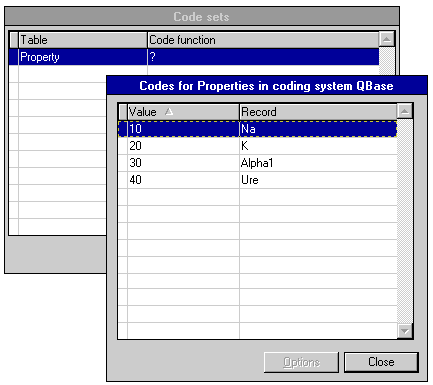 Code sets
Table Code function
Property ?
Codes for Properties in coding system QBase
Value Record
10 Na
20 K
30 Alpha1
40 Ure
Options Close